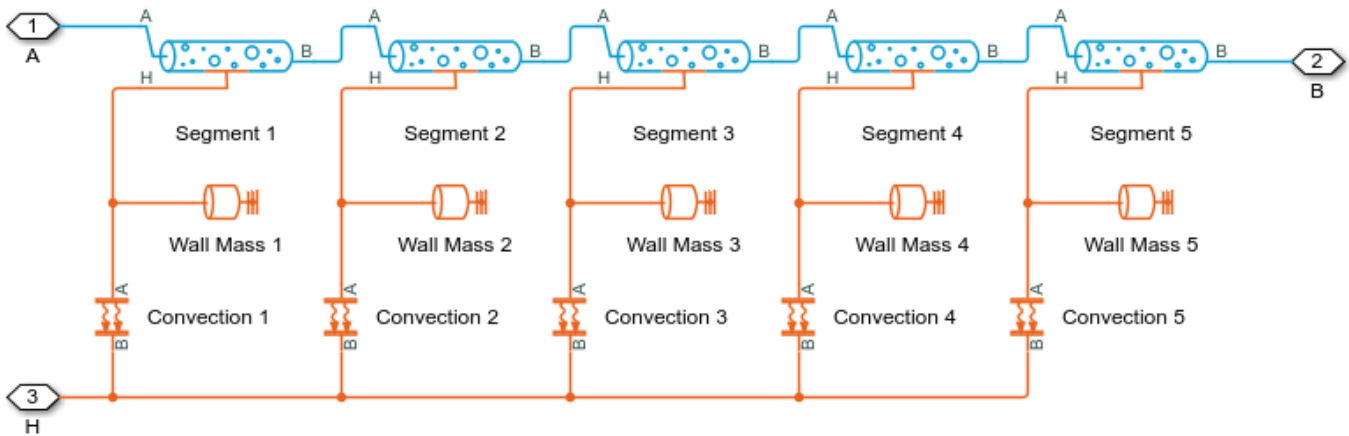 1
A
A
B
A
B
A
B
A
B
A
B
2
B
H
H
H
H
H
Segment 1
Segment 2
Segment 3
Segment 4
Segment 5
Wall Mass 1
Wall Mass 2
Wall Mass 3
Wall Mass 4
Wall Mass 5
A
A
A
A
A
Convection 1
Convection 2
Convection 3
Convection 4
Convection 5
B
B
B
B
B
3
H